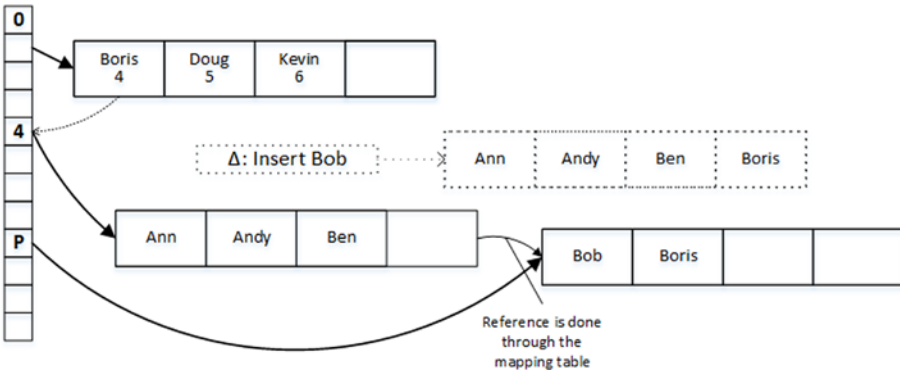 0
Boris Doug Kevin
4 5 6
4
Δ: Insert Bob
Ann Andy Ben Boris
Ann Andy Ben
P
Bob Boris
Reference is done
through the
mapping table